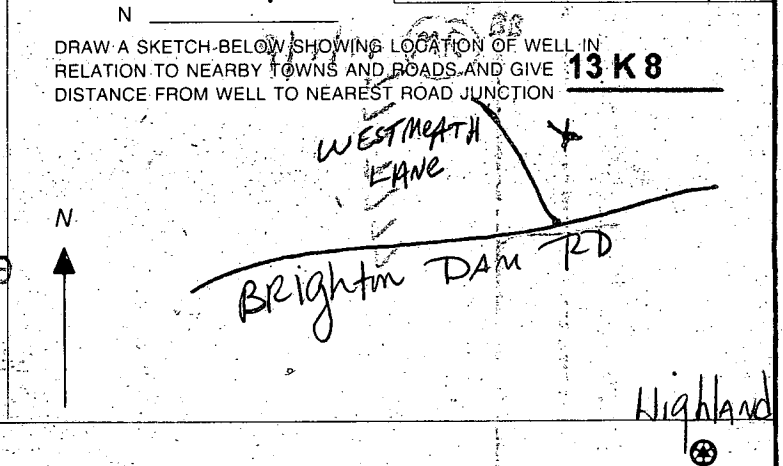 N
DRAW A SKETCH BELOW SHOWING LOCATION OF WELL IN
RELATION TO NEARBY TOWNS AND ROADS AND GIVE 13 K 8
DISTANCE FROM WELL TO NEAREST ROAD JUNCTION
WESTMEATH
LANE
N
BRIghton DAM RD
Highland